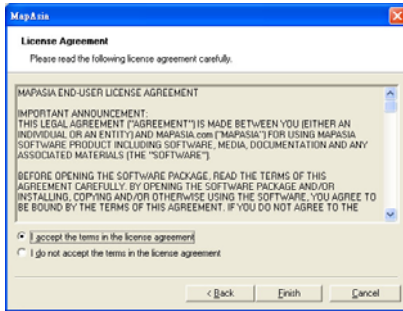 MapAsia
License Agreement
Please read the following license agreement carefully.
MAPASIA END-USER LICENSE AGREEMENT
IMPORTANT ANNOUNCEMENT:
THIS LEGAL AGREEMENT ("AGREEMENT") IS MADE BETWEEN YOU (EITHER AN
INDIVIDUAL OR AN ENTITY) AND MAPASIA.com ("MAPASIA") FOR USING MAPASIA
SOFTWARE PRODUCT INCLUDING SOFTWARE, MEDIA, DOCUMENTATION AND ANY
ASSOCIATED MATERIALS (THE "SOFTWARE").
BEFORE OPENING THE SOFTWARE PACKAGE, READ THE TERMS OF THIS
AGREEMENT CAREFULLY. BY OPENING THE SOFTWARE PACKAGE AND/OR
INSTALLING, COPYING AND/OR OTHERWISE USING THE SOFTWARE, YOU AGREE TO
BE BOUND BY THE TERMS OF THIS AGREEMENT. IF YOU DO NOT AGREE TO THE
I accept the terms in the license agreement
I do not accept the terms in the license agreement
< Back Finish Cancel